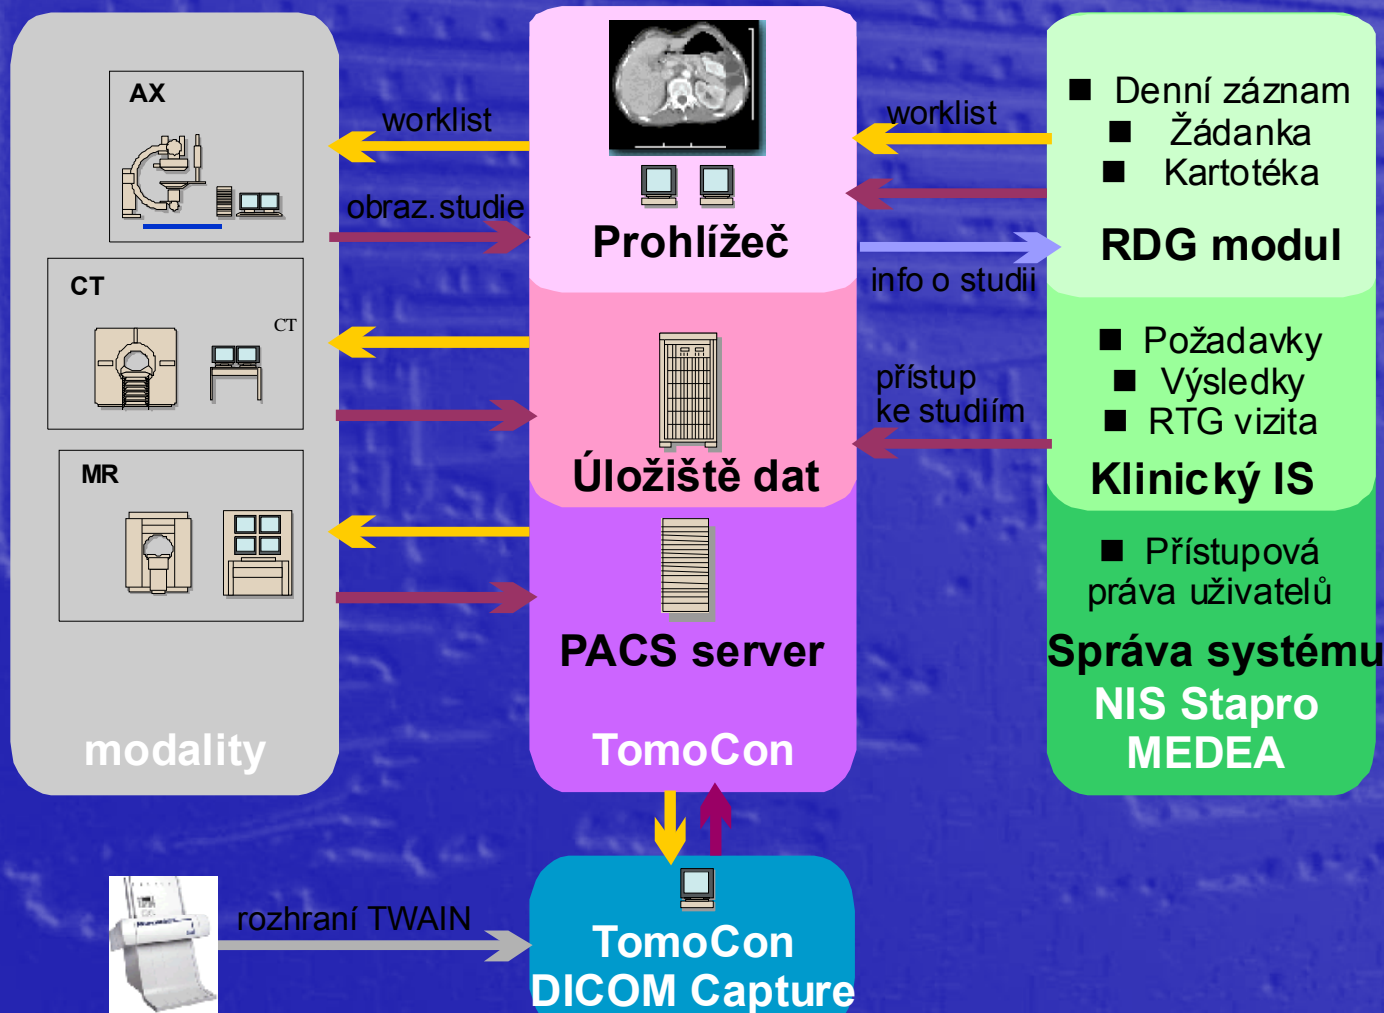 AX
worklist
obraz.studie
CT
CT
MR
modality
Prohlížeč
Úložiště dat
PACS server
TomoCon
worklist
info o studii
přístup
ke studiím
■ Denní záznam
■ Žádanka
■ Kartotéka
RDG modul
■ Požadavky
■ Výsledky
■ RTG vizita
Klinický IS
■ Přístupová
práva uživatelů
Správa systému
NIS Stapro
MEDEA
rozhraní TWAIN
TomoCon
DICOM Capture